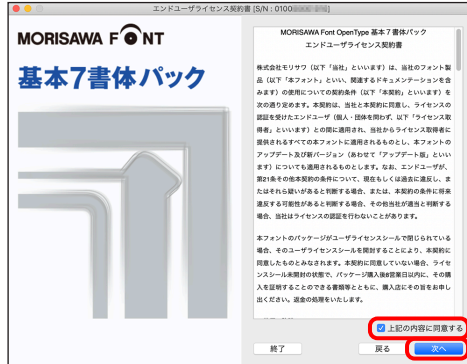 エンドユーザライセンス契約書 [S/N : 0100
MORISAWA FONT
基本7書体パック
MORISAWA Font OpenType 基本7書体パック
エンドユーザライセンス契約書
株式会社モリサワ（以下「当社」といいます）は、当社のフォント製
品（以下「本フォント」といい、関連するドキュメンテーションを含
みます）の使用についての契約条件（以下「本契約」といいます）を
次の通り定めます。本契約は、当社と本契約に同意し、ライセンスの
認証を受けたエンドユーザ（個人・団体を問わず、以下「ライセンス取
得者」といいます）との間に適用され、当社からライセンス取得者に
提供されるすべての本フォントに適用されるものとし、本フォントの
アップデート及び新バージョン（あわせて「アップデート版」といい
ます）についても適用されるものとします。なお、エンドユーザが、
第21条その他本契約の条件について、現在もしくは過去に違反し、ま
たはそれら疑いがあると判断する場合、または、本契約の条件に将来
違反する可能性があると判断する場合、その他当社が適当と判断する
場合、当社はライセンスの認証を行わないことがあります。
本フォントのパッケージがユーザライセンスシールで閉じられている
場合、そのユーザライセンスシールを開封することにより、本契約に
同意したものとみなされます。本契約に同意していない場合、ライセ
ンスシール未開封の状態で、パッケージ購入後8営業日以内に、その購
入を証明することのできる書類等とともに、購入店にその旨をお申し
出ください。返金の処理をいたします。
上記の内容に同意する
終了
戻る
次へ